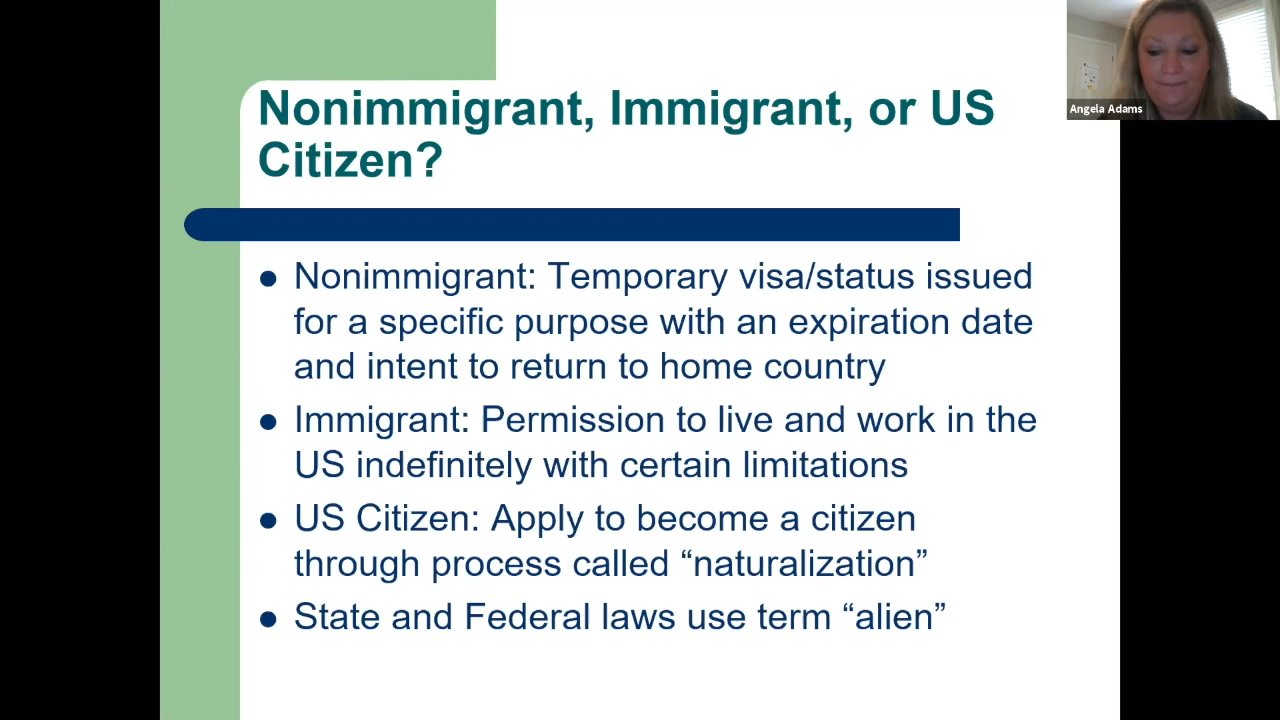 Nonimmigrant, Immigrant, or US
Citizen?
Angela Adams
● Nonimmigrant: Temporary visa/status issued
for a specific purpose with an expiration date
and intent to return to home country
● Immigrant: Permission to live and work in the
US indefinitely with certain limitations
● US Citizen: Apply to become a citizen
through process called “naturalization”
● State and Federal laws use term “alien”